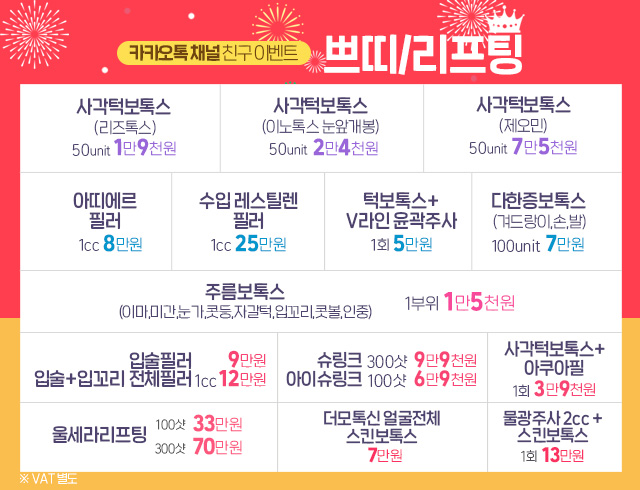 카카오톡 채널 친구 이벤트 쁘띠/리프팅
사각턱보톡스
(리즈톡스)
50unit 1만9천원
사각턱보톡스
(이노톡스 눈앞개봉)
50unit 2만4천원
사각턱보톡스
(제오민)
50unit 7만5천원
아띠에르
필러
1cc 8만원
수입 레스틸렌
필러
1cc 25만원
턱보톡스+
V라인 윤곽주사
1회 5만원
다한증보톡스
(겨드랑이,손,발)
100unit 7만원
주름보톡스
(이마,미간,눈가,콧등,자갈턱,입꼬리,콧볼,인중)
1부위 1만5천원
입술필러 9만원
입술+입꼬리 전체필러 1cc 12만원
슈링크 300샷 9만9천원
아이슈링크 100샷 6만9천원
사각턱보톡스+
아쿠아필
1회 3만9천원
울쎄라리프팅
100샷 33만원
300샷 70만원
더모톡신 얼굴전체
스킨보톡스
7만원
물광주사 2cc +
스킨보톡스
1회 13만원
※ VAT 별도